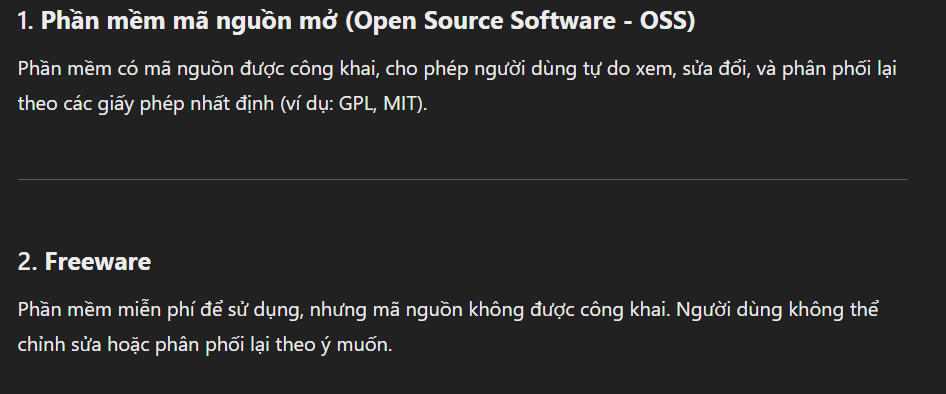 1. Phần mềm mã nguồn mở (Open Source Software - OSS)
Phần mềm có mã nguồn được công khai, cho phép người dùng tự do xem, sửa đổi, và phân phối lại
theo các giấy phép nhất định (ví dụ: GPL, MIT).
2. Freeware
Phần mềm miễn phí để sử dụng, nhưng mã nguồn không được công khai. Người dùng không thể
chỉnh sửa hoặc phân phối lại theo ý muốn.